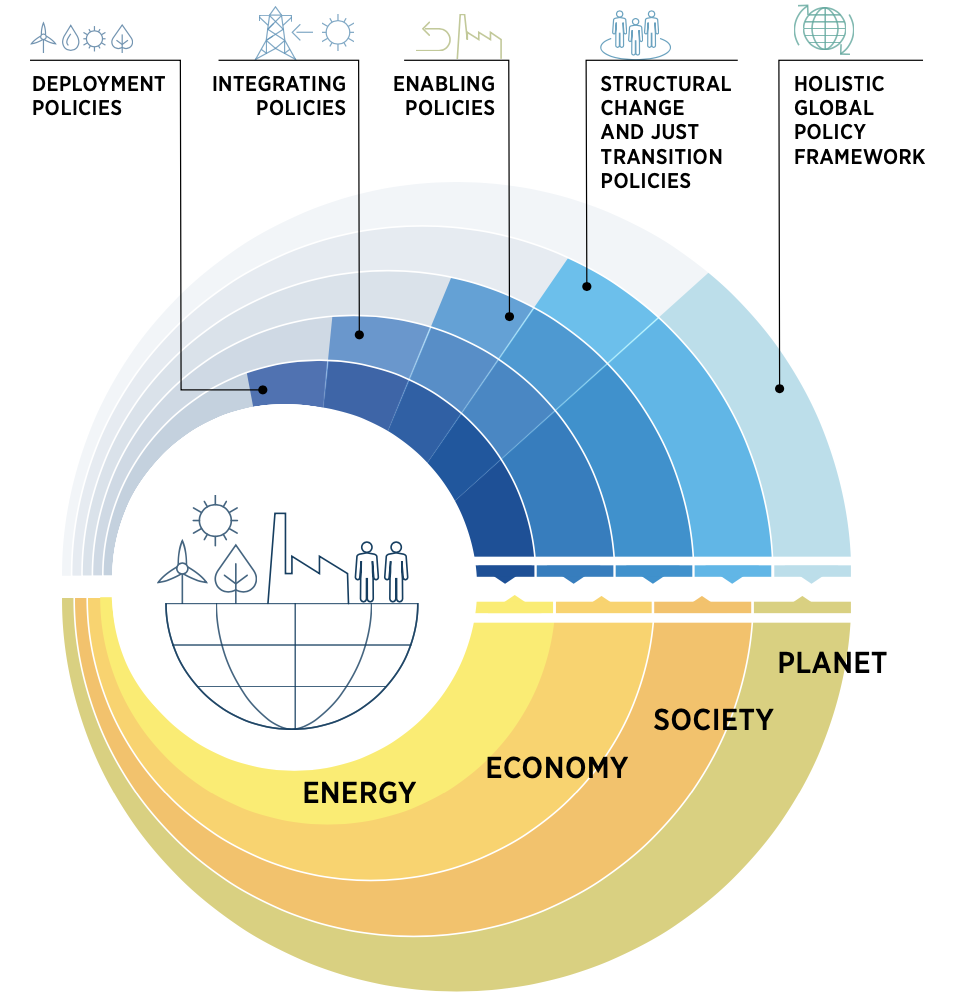 DEPLOYMENT
POLICIES
INTEGRATING
POLICIES
ENABLING
POLICIES
STRUCTURAL
CHANGE
AND JUST
TRANSITION
POLICIES
HOLISTIC
GLOBAL
POLICY
FRAMEWORK
PLANET
SOCIETY
ECONOMY
ENERGY